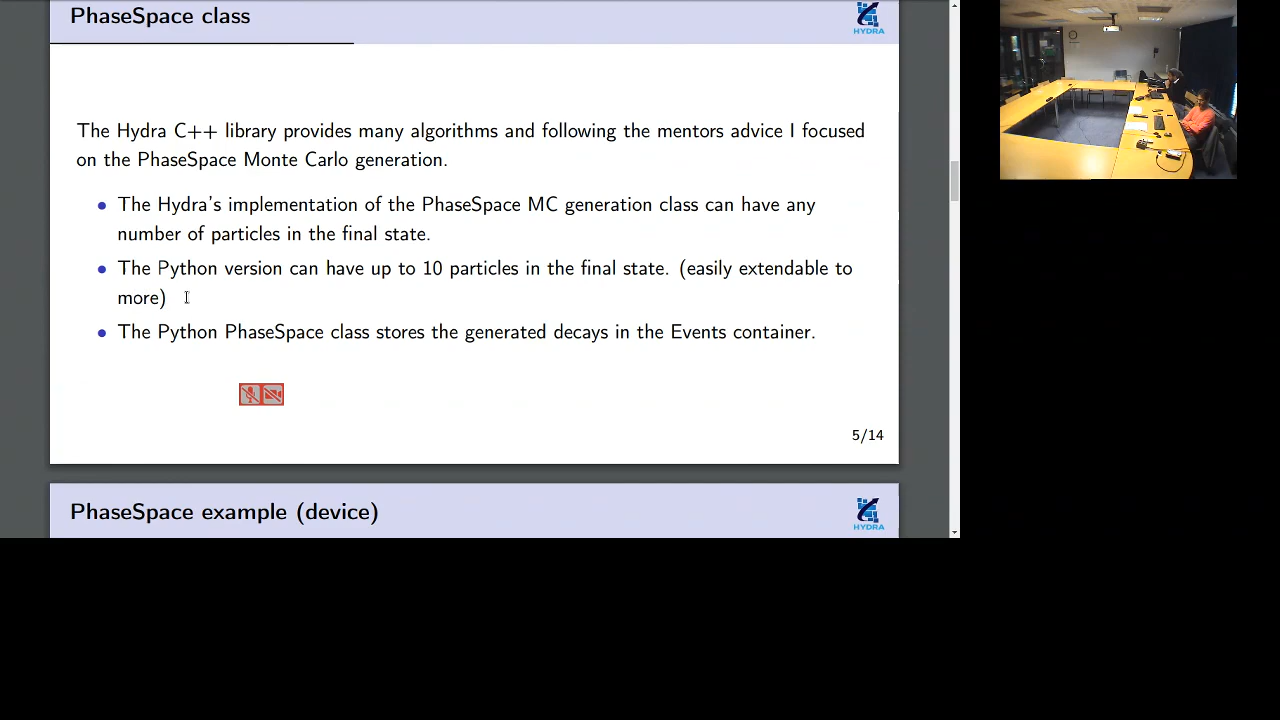 PhaseSpace class
HYDRA
The Hydra C++ library provides many algorithms and following the mentors advice I focused
on the PhaseSpace Monte Carlo generation.
The Hydra's implementation of the PhaseSpace MC generation class can have any
number of particles in the final state.
The Python version can have up to 10 particles in the final state. (easily extendable to
more)
The Python PhaseSpace class stores the generated decays in the Events container.
5/14
PhaseSpace example (device)
HYDRA